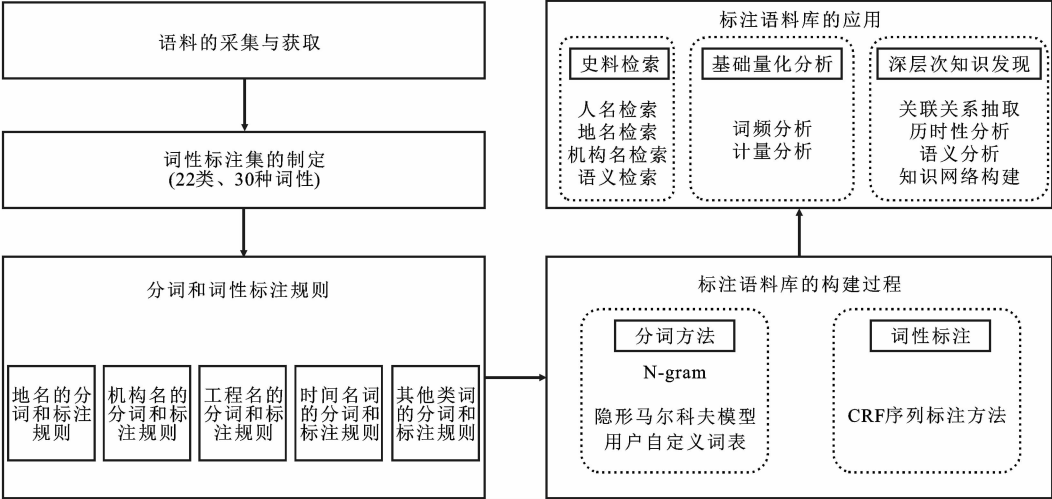 语料的采集与获取
词性标注集的制定
(22类、30种词性)
分词和词性标注规则
地名的分
词和标注
规则
机构名的
分词和标
注规则
工程名的
分词和标
注规则
时间名词
的分词和
标注规则
其他类词
的分词和
标注规则
标注语料库的构建过程
分词方法
N-gram
隐形马尔科夫模型
用户自定义词表
词性标注
CRF序列标注方法
标注语料库的应用
史料检索
人名检索
地名检索
机构名检索
语义检索
基础量化分析
词频分析
计量分析
深层次知识发现
关联关系抽取
历时性分析
语义分析
知识网络构建